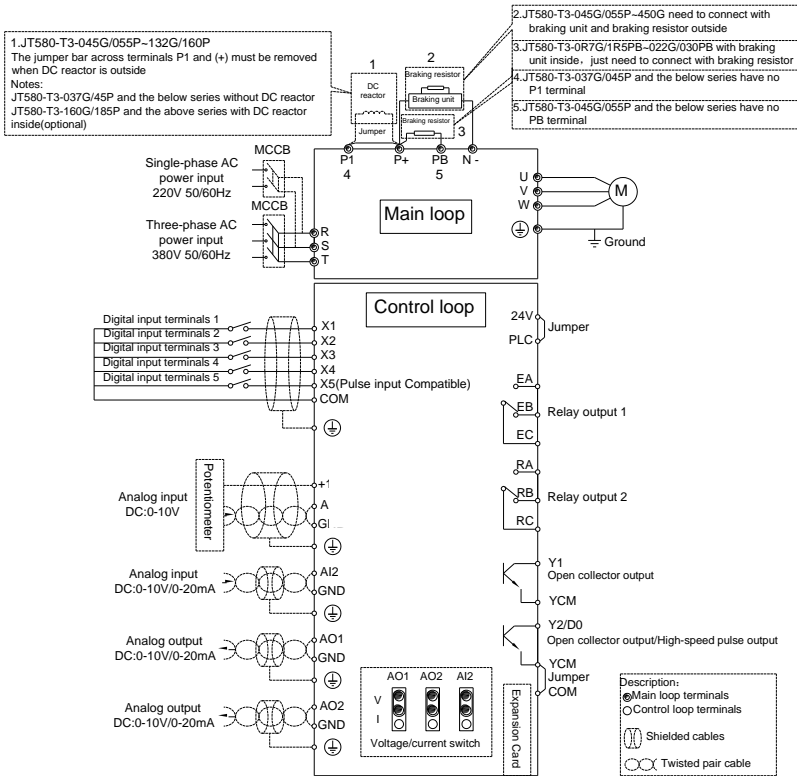 1.JT580-T3-045G/055P~132G/160P
The jumper bar across terminals P1 and (+) must be removed
when DC reactor is outside
Notes:
JT580-T3-037G/45P and the below series without DC reactor
JT580-T3-160G/185P and the above series with DC reactor
inside(optional)
2.JT580-T3-045G/055P~450G need to connect with
braking unit and braking resistor outside
3.JT580-T3-0R7G/1R5PB~022G/030PB with braking
unit inside, just need to connect with braking resistor
4.JT580-T3-037G/045P and the below series have no
P1 terminal
5.JT580-T3-045G/055P and the below series have no
PB terminal
1
2
DC
reactor
Jumper
Braking resistor
Braking unit
Braking resistor
3
P1
P+
PB
N -
4
5
MCCB
Single-phase AC
power input
220V 50/60Hz
MCCB
Three-phase AC
power input
380V 50/60Hz
R
S
T
Main loop
U
V
W
M
Ground
Control loop
Digital input terminals 1
Digital input terminals 2
Digital input terminals 3
Digital input terminals 4
Digital input terminals 5
X1
X2
X3
X4
X5(Pulse input Compatible)
COM
24V
PLC
Jumper
EA
EB
EC
Relay output 1
RA
RB
RC
Relay output 2
Potentiometer
Analog input
DC:0-10V
+1
A
Analog input
DC:0-10V/0-20mA
AI2
GND
Analog output
DC:0-10V/0-20mA
AO1
GND
Analog output
DC:0-10V/0-20mA
AO2
GND
Y1
Open collector output
YCM
Y2/D0
Open collector output/High-speed pulse output
YCM
Jumper
COM
AO1 AO2 AI2
V
I
Voltage/current switch
Expansion Card
Description:
Main loop terminals
Control loop terminals
Shielded cables
Twisted pair cable